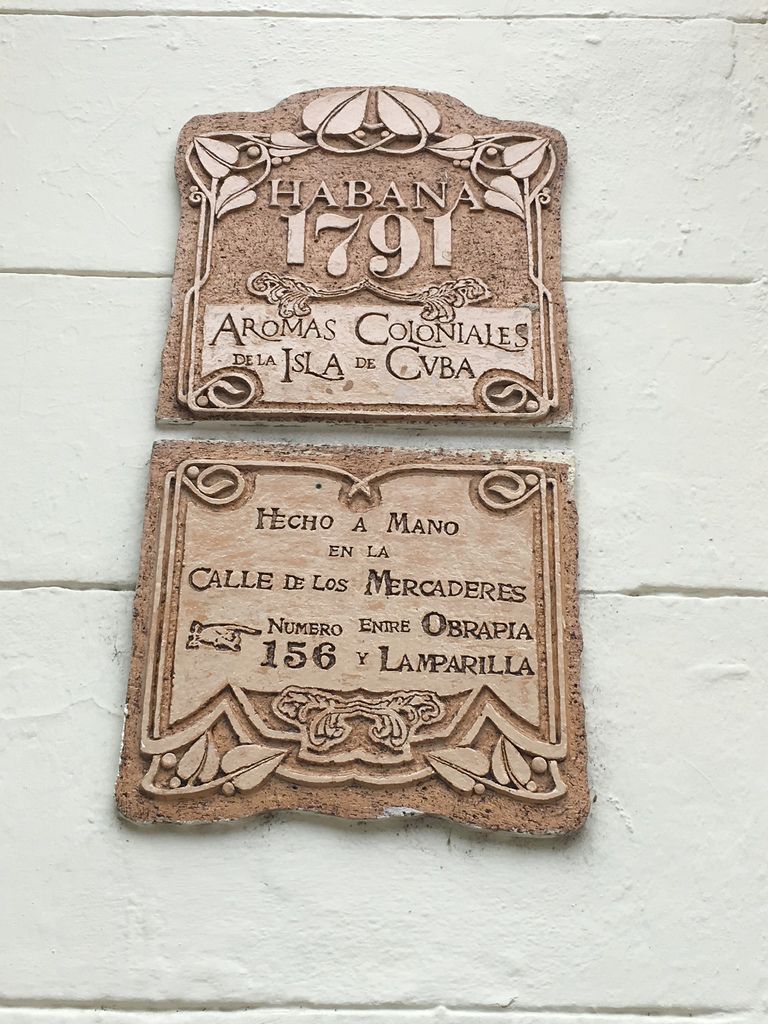 HABANA
1791
AROMAS COLONIALES
DE LA ISLA DE CVBA
HECHO A MANO
EN LA
CALLE DE LOS MERCADERES
NUMERO ENTRE OBRAPIA
156 Y LAMPARILLA